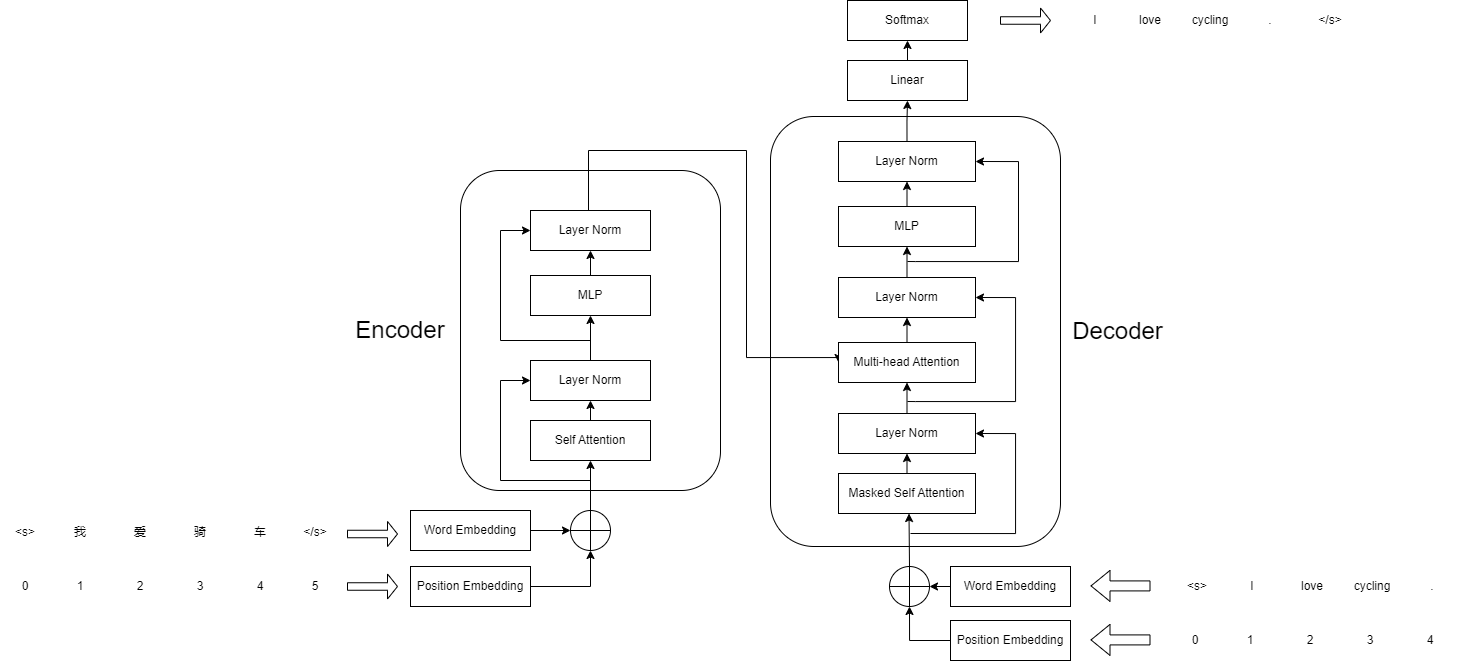 Softmax
I love cycling . </s>
Linear
Layer Norm
MLP
Layer Norm
Multi-head Attention
Layer Norm
Masked Self Attention
Decoder
Layer Norm
MLP
Layer Norm
Self Attention
Encoder
<s> 我 爱 骑 车 </s>
Word Embedding
0 1 2 3 4 5
Position Embedding
Word Embedding
<s> I love cycling .
Position Embedding
0 1 2 3 4